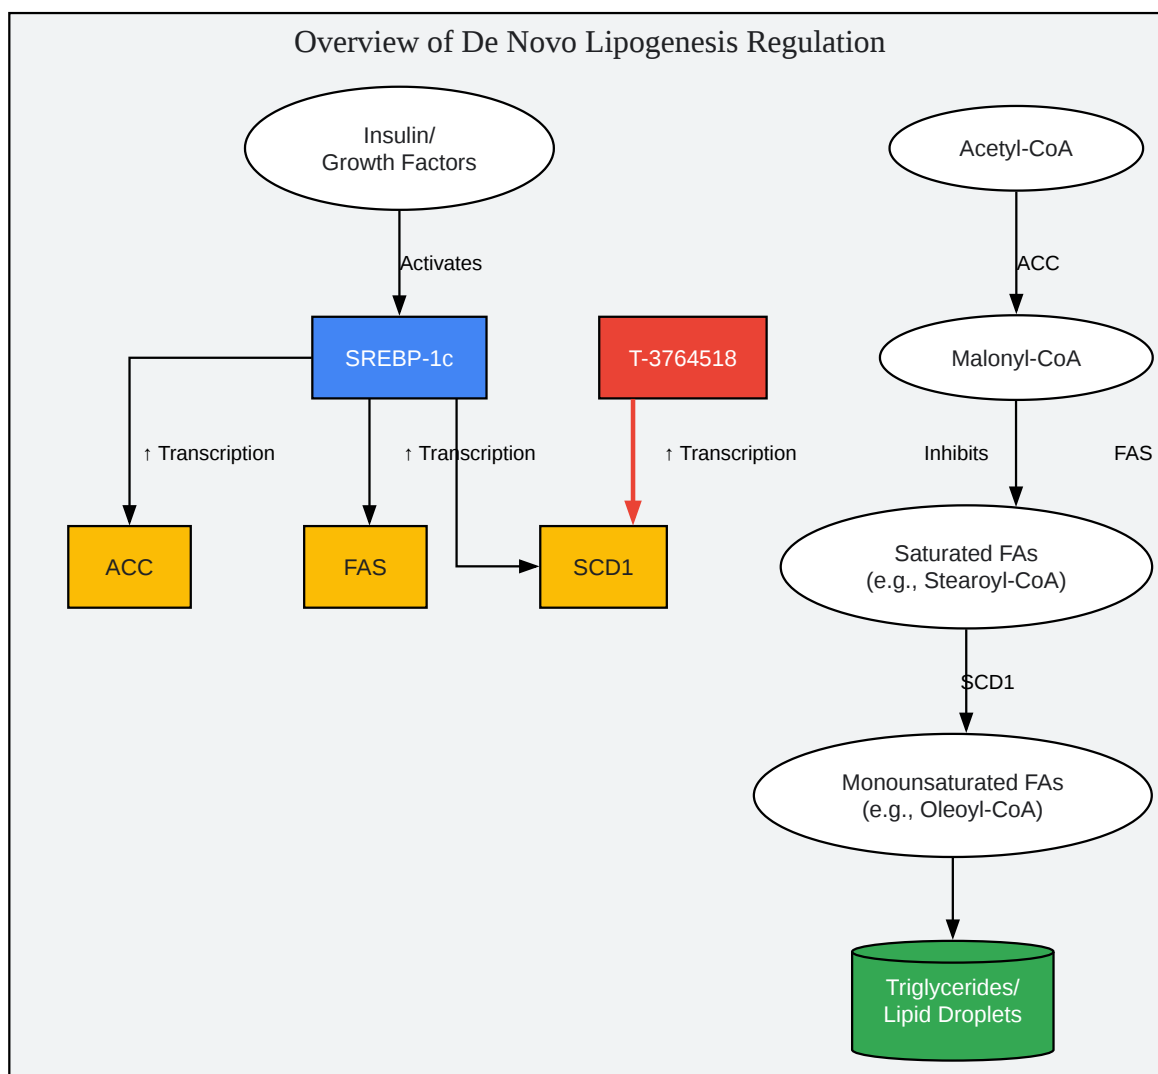 Overview of De Novo Lipogenesis Regulation
Insulin/
Growth Factors
Acetyl-CoA
Activates
ACC
SREBP-1c
T-3764518
Malonyl-CoA
↑ Transcription
↑ Transcription
↑ Transcription
Inhibits
FAS
ACC
FAS
SCD1
Saturated FAs
(e.g., Stearoyl-CoA)
SCD1
Monounsaturated FAs
(e.g., Oleoyl-CoA)
Triglycerides/
Lipid Droplets